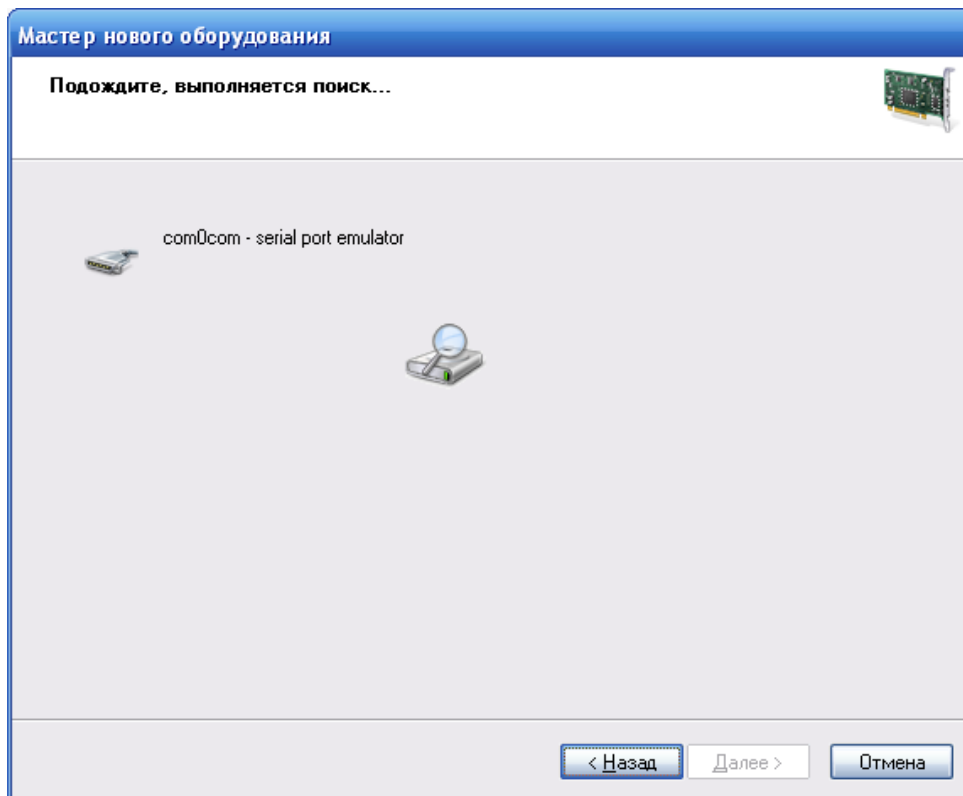 Мастер нового оборудования
Подождите, выполняется поиск...
com0com - serial port emulator
< Назад
Далее >
Отмена